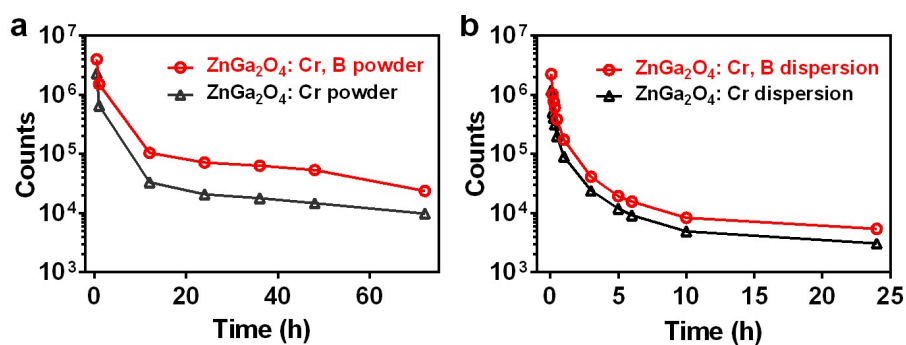 a
10⁷
10⁶
10⁵
10⁴
10³
Counts
ZnGa₂O₄: Cr, B powder
ZnGa₂O₄: Cr powder
0
20
40
60
Time (h)
b
10⁷
10⁶
10⁵
10⁴
10³
Counts
ZnGa₂O₄: Cr, B dispersion
ZnGa₂O₄: Cr dispersion
0
5
10
15
20
25
Time (h)